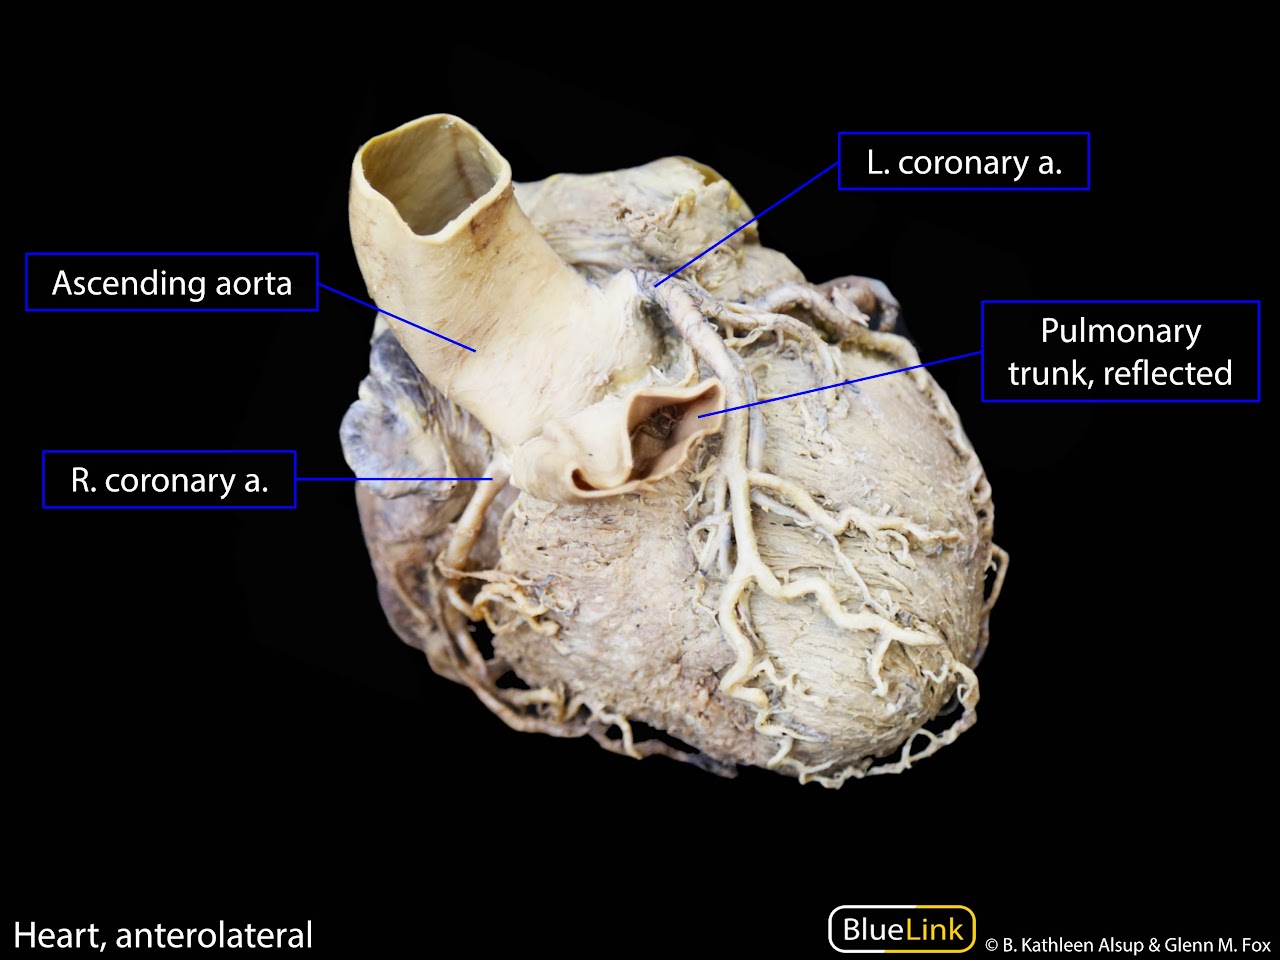 L. coronary a.
Ascending aorta
Pulmonary
trunk, reflected
R. coronary a.
Heart, anterolateral
BlueLink
© B. Kathleen Alsup & Glenn M. Fox